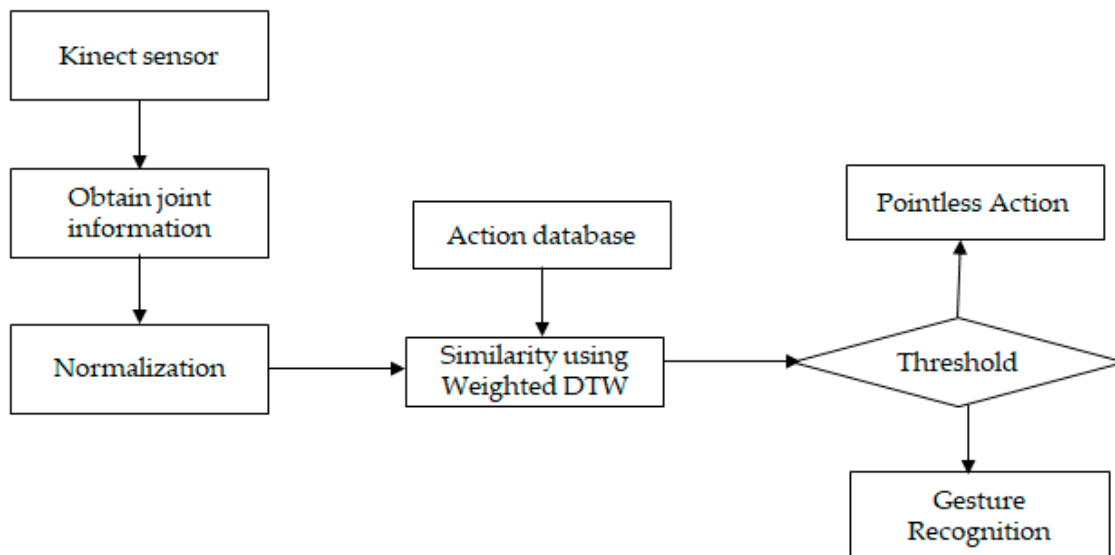 Kinect sensor
Obtain joint
information
Normalization
Action database
Similarity using
Weighted DTW
Pointless Action
Threshold
Gesture
Recognition